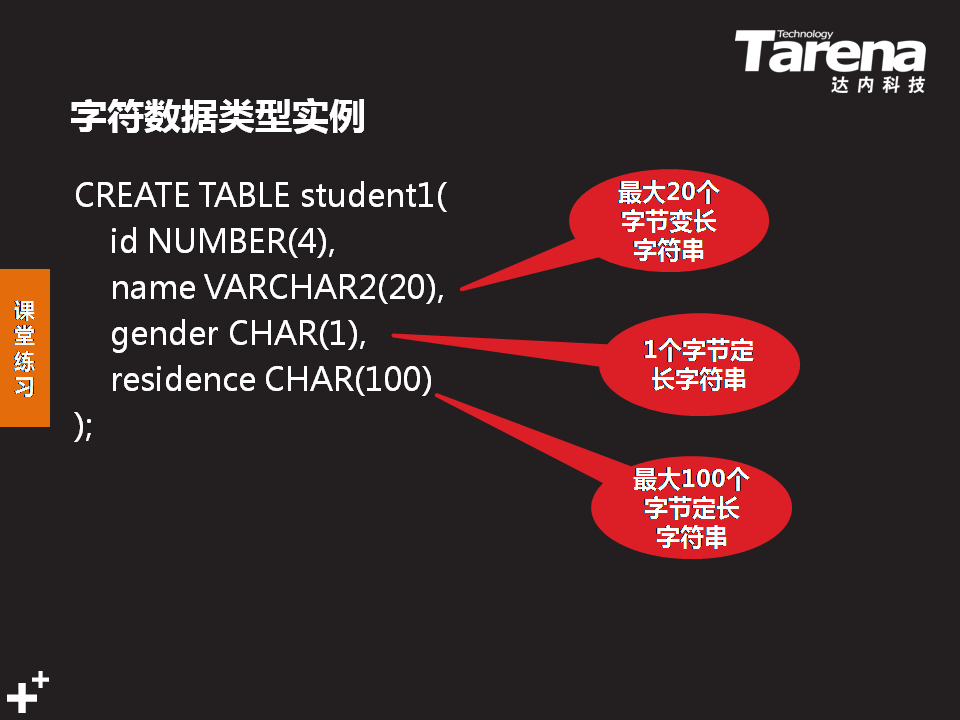 Technology
Tarena
达内科技
字符数据类型实例
CREATE TABLE student1(
id NUMBER(4),
name VARCHAR2(20),
gender CHAR(1),
residence CHAR(100)
);
最大20个
字节变长
字符串
1个字节定
长字符串
最大100个
字节定长
字符串
课
堂
练
习